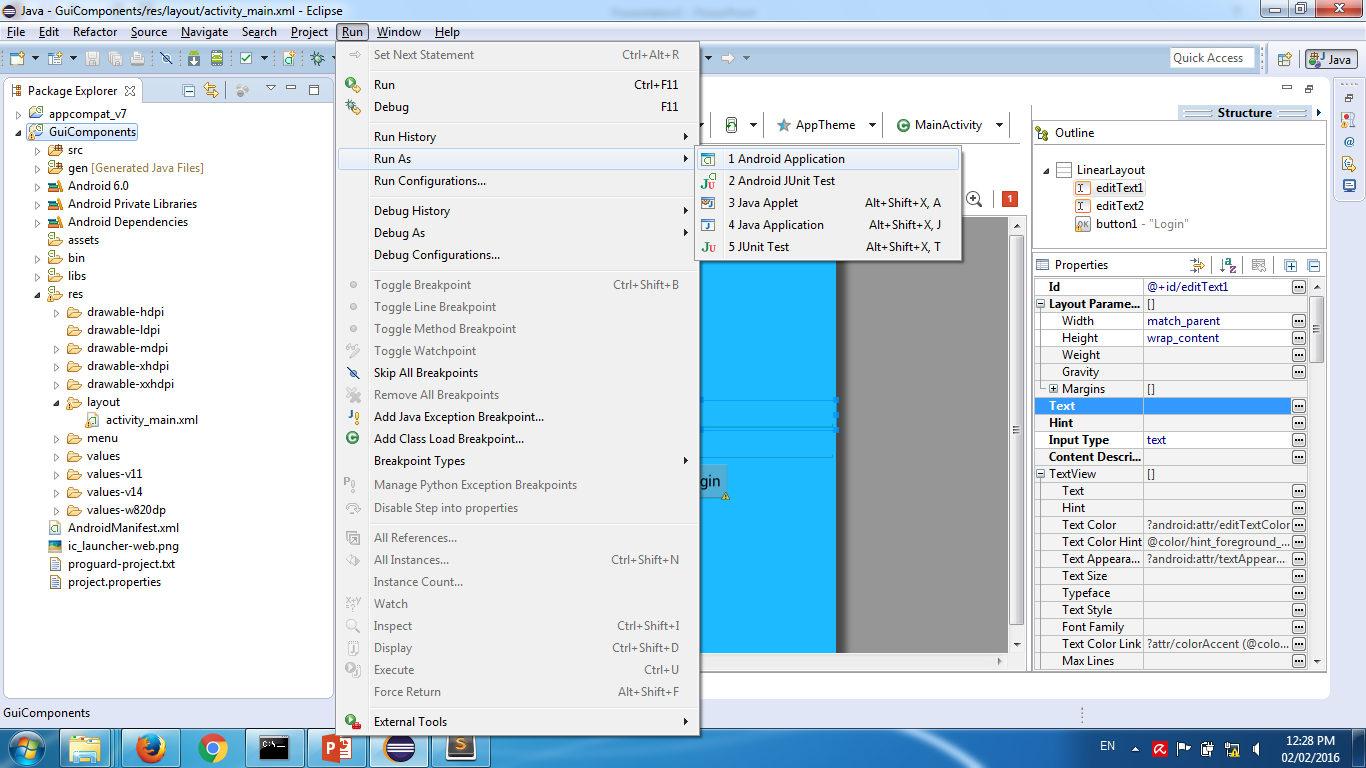 Java - GuiComponents/res/layout/activity_main.xml - Eclipse
File Edit Refactor Source Navigate Search Project Run Window Help
Quick Access
Java
Package Explorer
appcompat_v7
GuiComponents
src
gen [Generated Java Files]
Android 6.0
Android Private Libraries
Android Dependencies
assets
bin
libs
res
drawable-hdpi
drawable-ldpi
drawable-mdpi
drawable-xhdpi
drawable-xxhdpi
layout
activity_main.xml
menu
values
values-v11
values-v14
values-w820dp
AndroidManifest.xml
ic_launcher-web.png
proguard-project.txt
project.properties
GuiComponents
Set Next Statement Ctrl+Alt+R
Run Ctrl+F11
Debug F11
Run History
Run As
Run Configurations...
Debug History
Debug As
Debug Configurations...
Toggle Breakpoint Ctrl+Shift+B
Toggle Line Breakpoint
Toggle Method Breakpoint
Toggle Watchpoint
Skip All Breakpoints
Remove All Breakpoints
Add Java Exception Breakpoint...
Add Class Load Breakpoint...
Breakpoint Types
Manage Python Exception Breakpoints
Disable Step into properties
All References...
All Instances... Ctrl+Shift+N
Instance Count...
Watch
Inspect Ctrl+Shift+I
Display Ctrl+Shift+D
Execute Ctrl+U
Force Return Alt+Shift+F
External Tools
1 Android Application
2 Android JUnit Test
3 Java Applet Alt+Shift+X, A
4 Java Application Alt+Shift+X, J
5 JUnit Test Alt+Shift+X, T
AppTheme
MainActivity
1
gin
Structure
Outline
LinearLayout
editText1
editText2
OK
button1 - "Login"
Properties
Id @+id/editText1
Layout Parame... []
Width match_parent
Height wrap_content
Weight
Gravity
Margins []
Text
Hint
Input Type text
Content Descri...
TextView []
Text
Hint
Text Color ?android:attr/editTextColor
Text Color Hint @color/hint_foreground_...
Text Appeara... ?android:attr/textAppear...
Text Size
Typeface
Text Style
Font Family
Text Color Link ?attr/colorAccent (@colo...
Max Lines
EN
12:28 PM
02/02/2016